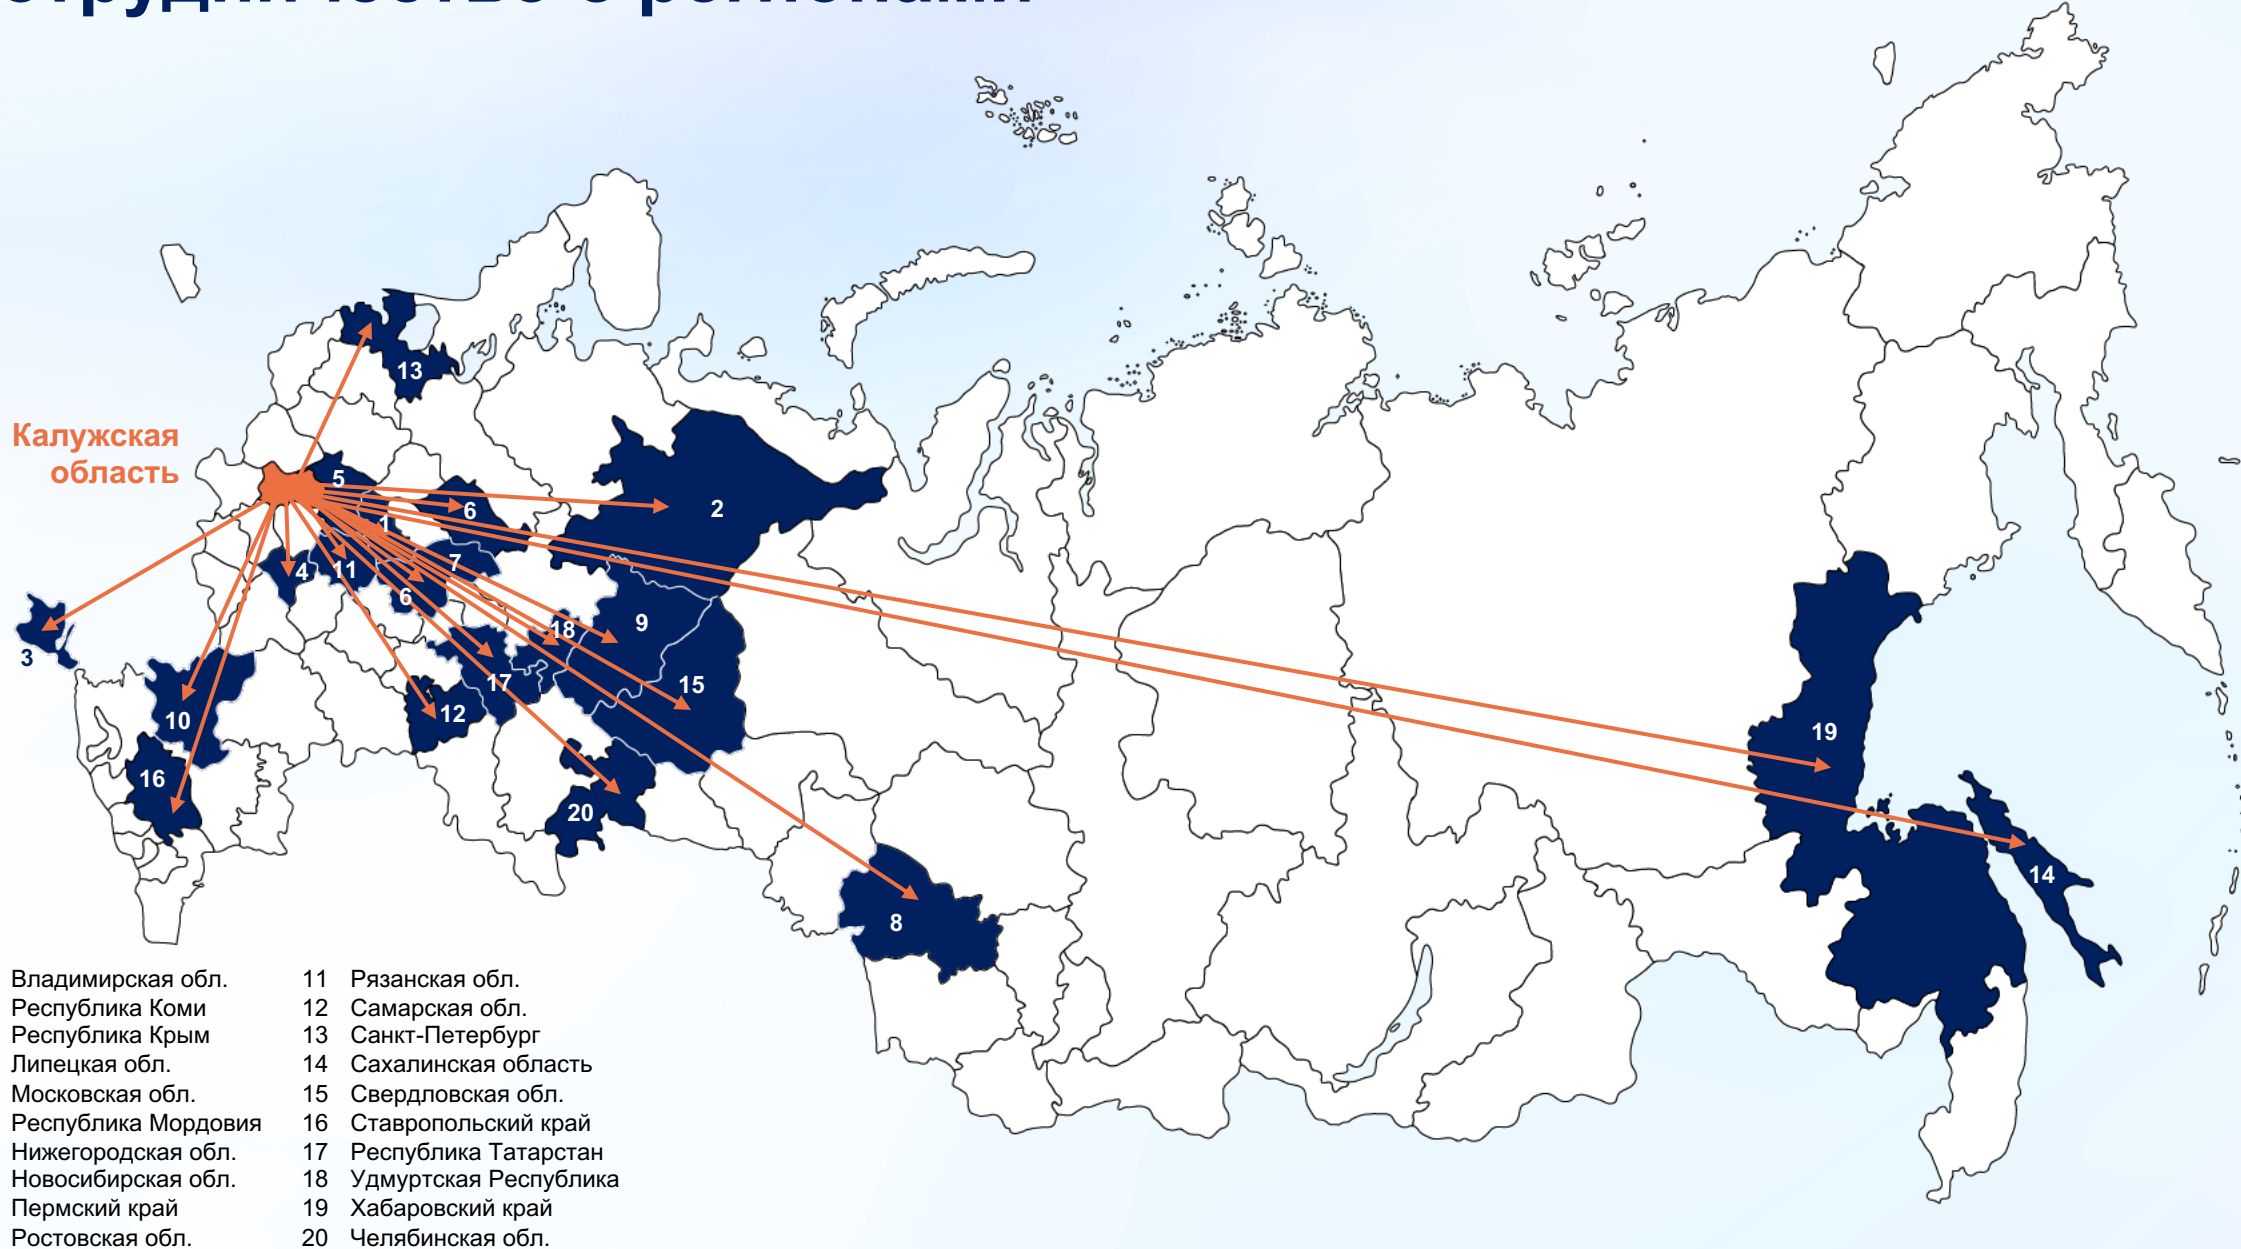 Калужская
область
13
5
2
6
1
7
4
11
6
18
9
3
15
17
10
12
19
16
20
14
8
Владимирская обл.
Республика Коми
Республика Крым
Липецкая обл.
Московская обл.
Республика Мордовия
Нижегородская обл.
Новосибирская обл.
Пермский край
Ростовская обл.
11 Рязанская обл.
12 Самарская обл.
13 Санкт-Петербург
14 Сахалинская область
15 Свердловская обл.
16 Ставропольский край
17 Республика Татарстан
18 Удмуртская Республика
19 Хабаровский край
20 Челябинская обл.